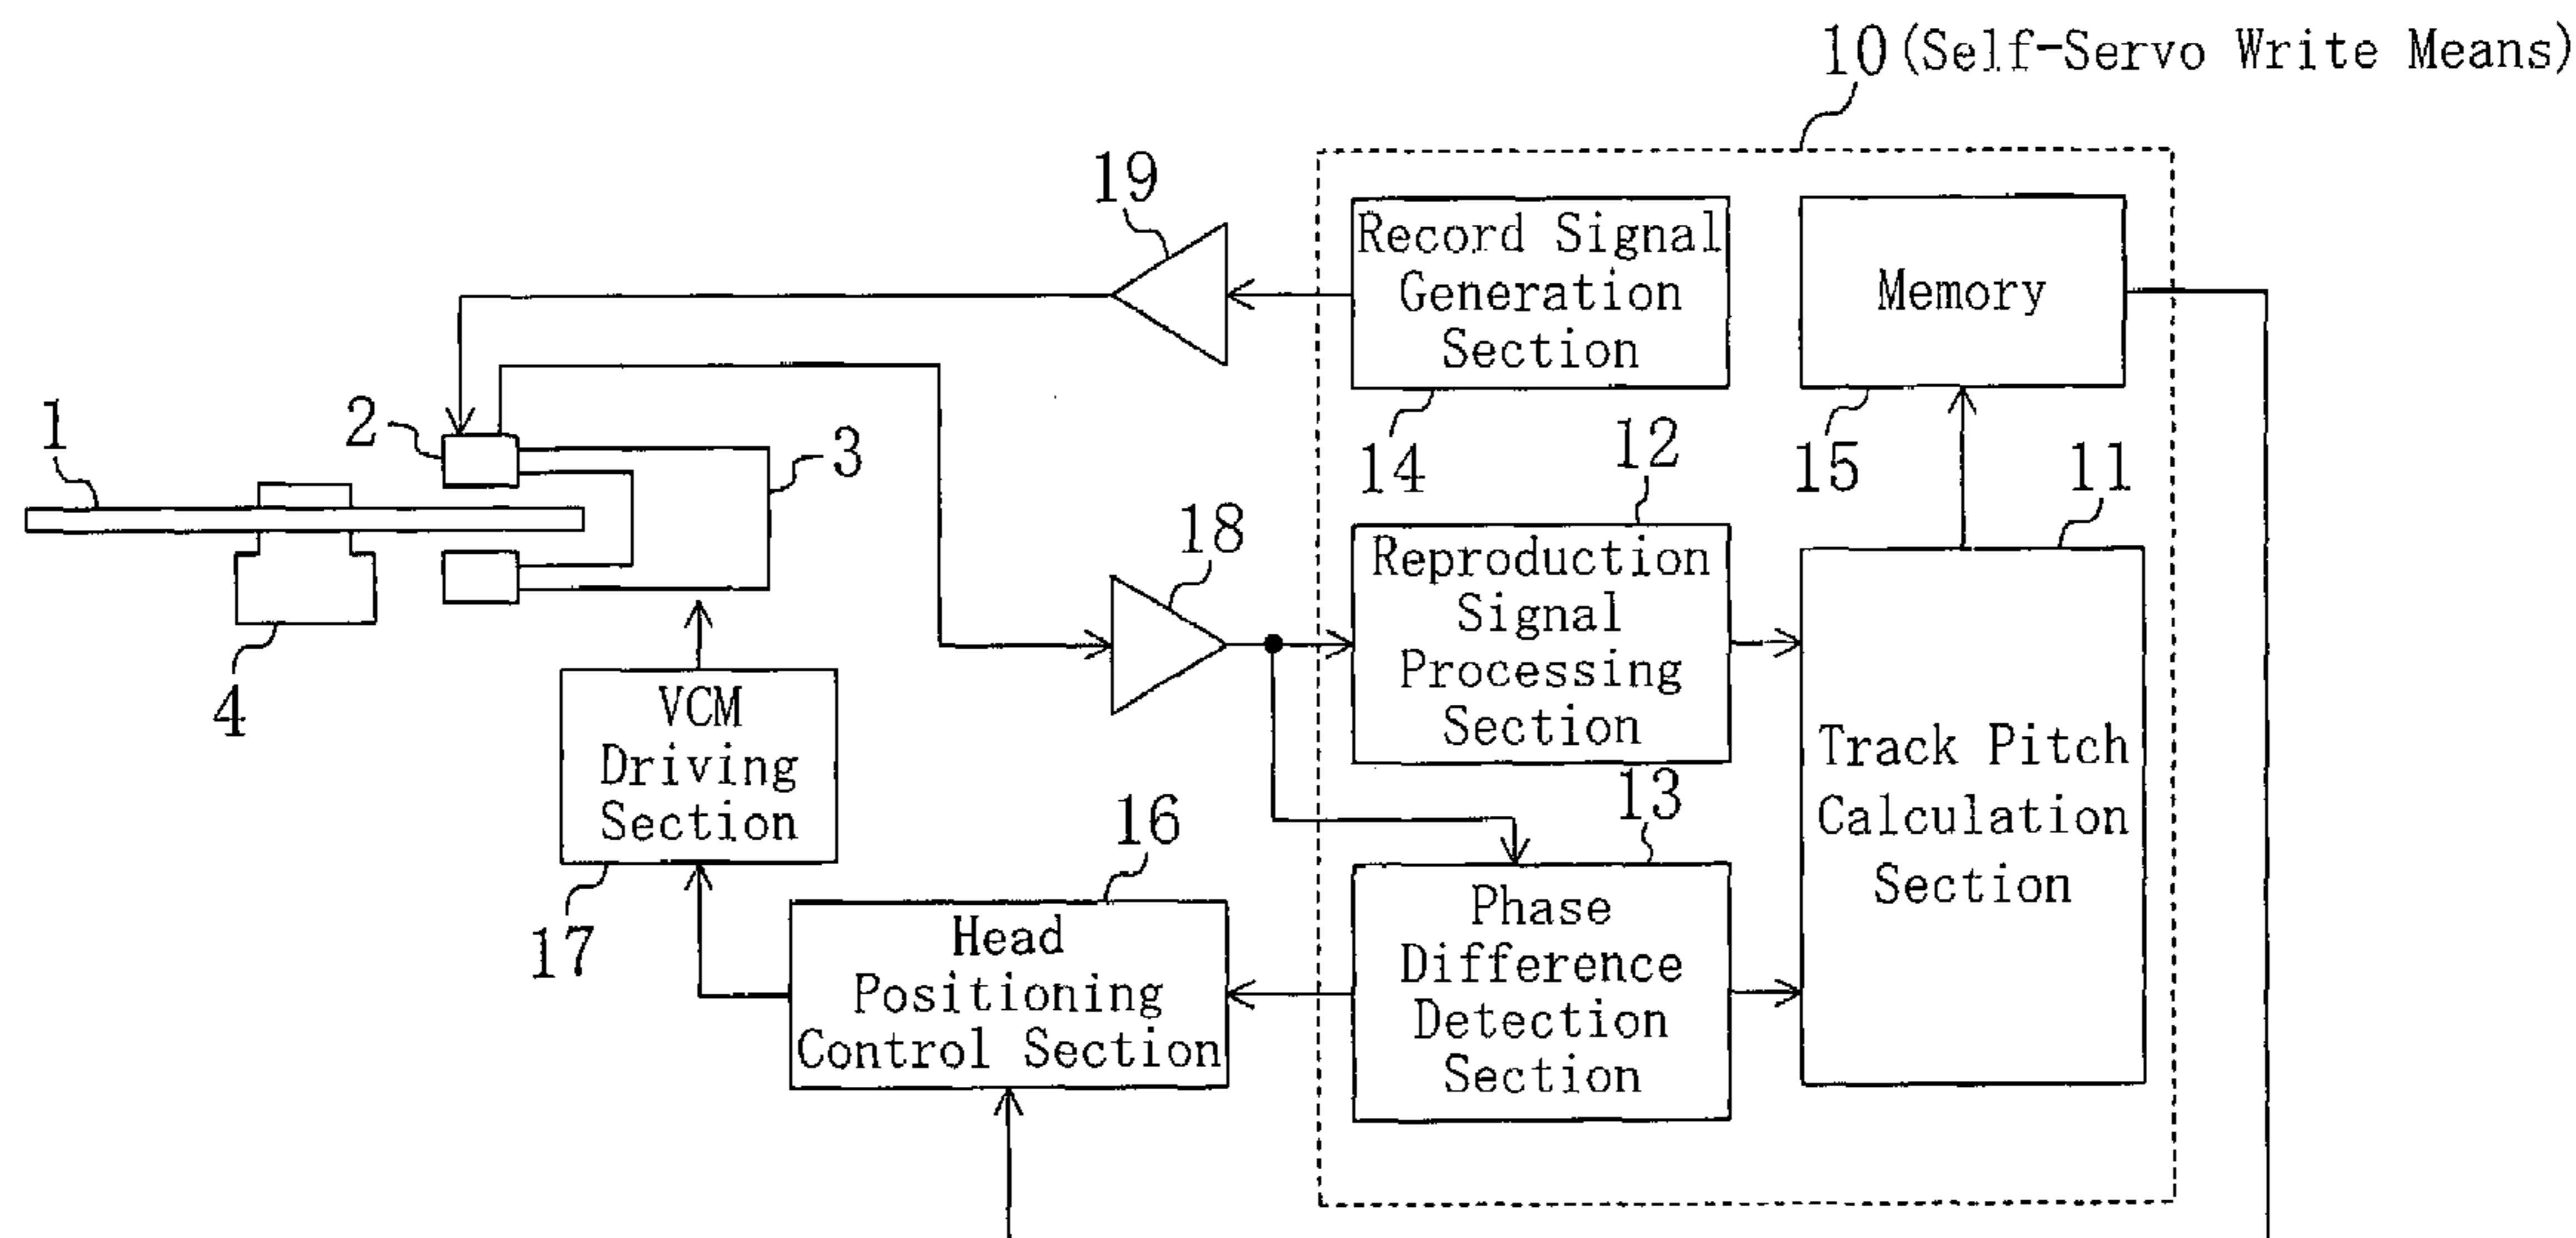 10(Self-Servo Write Means)
19
Record Signal
Generation
Section
Memory
14
15
1
2
3
12
11
18
Reproduction
Signal
Processing
Section
4
VCM
Driving
Section
Track Pitch
Calculation
Section
13
16
17
Head
Positioning
Control Section
Phase
Difference
Detection
Section